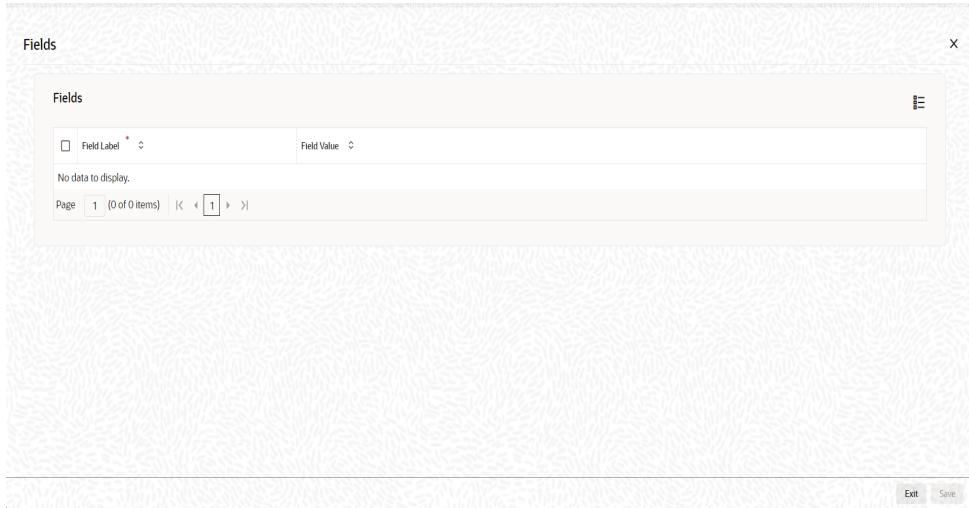 Fields
X
Fields
Field Label * Field Value
No data to display.
Page 1 (0 of 0 items) 1
Exit Save